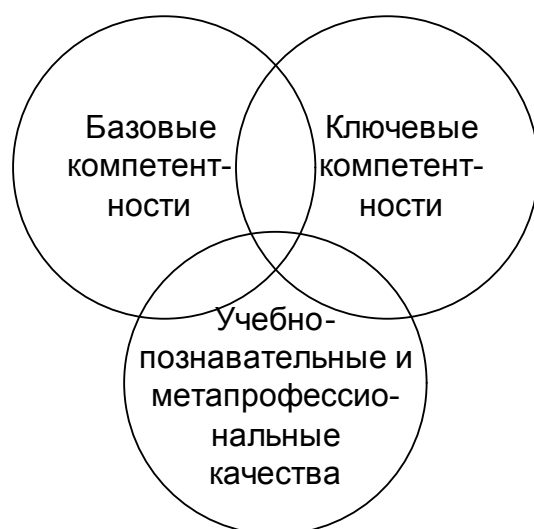 Базовые
компетент-
ности
Ключевые
компетент-
ности
Учебно-
познавательные и
метапрофессио-
нальные
качества